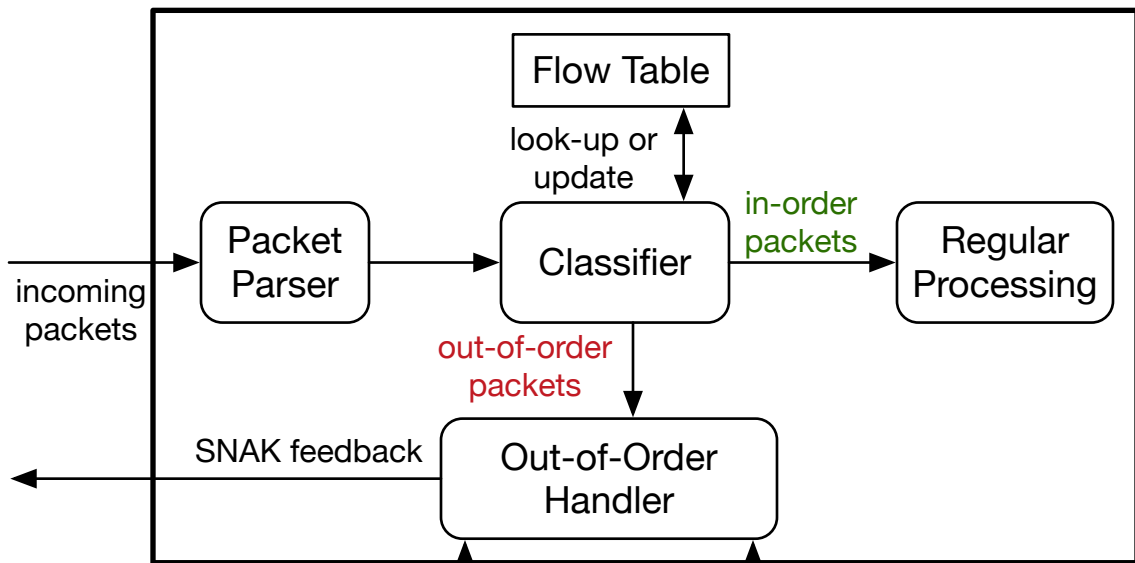 Flow Table
look-up or
update
in-order
packets
Packet
Parser
Classifier
Regular
Processing
incoming
packets
out-of-order
packets
SNAK feedback
Out-of-Order
Handler